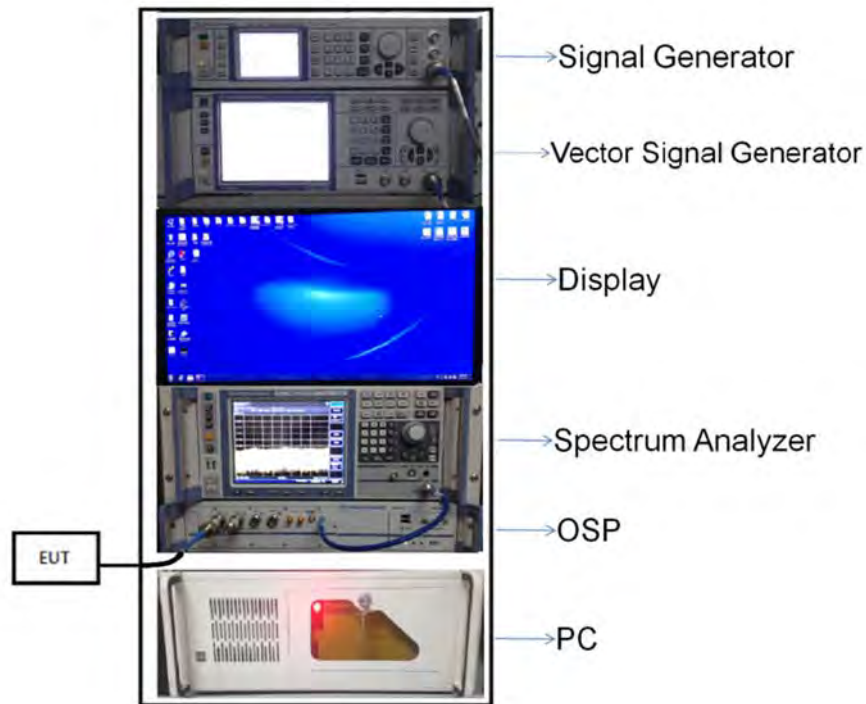 Signal Generator
Vector Signal Generator
Display
Spectrum Analyzer
OSP
EUT
PC